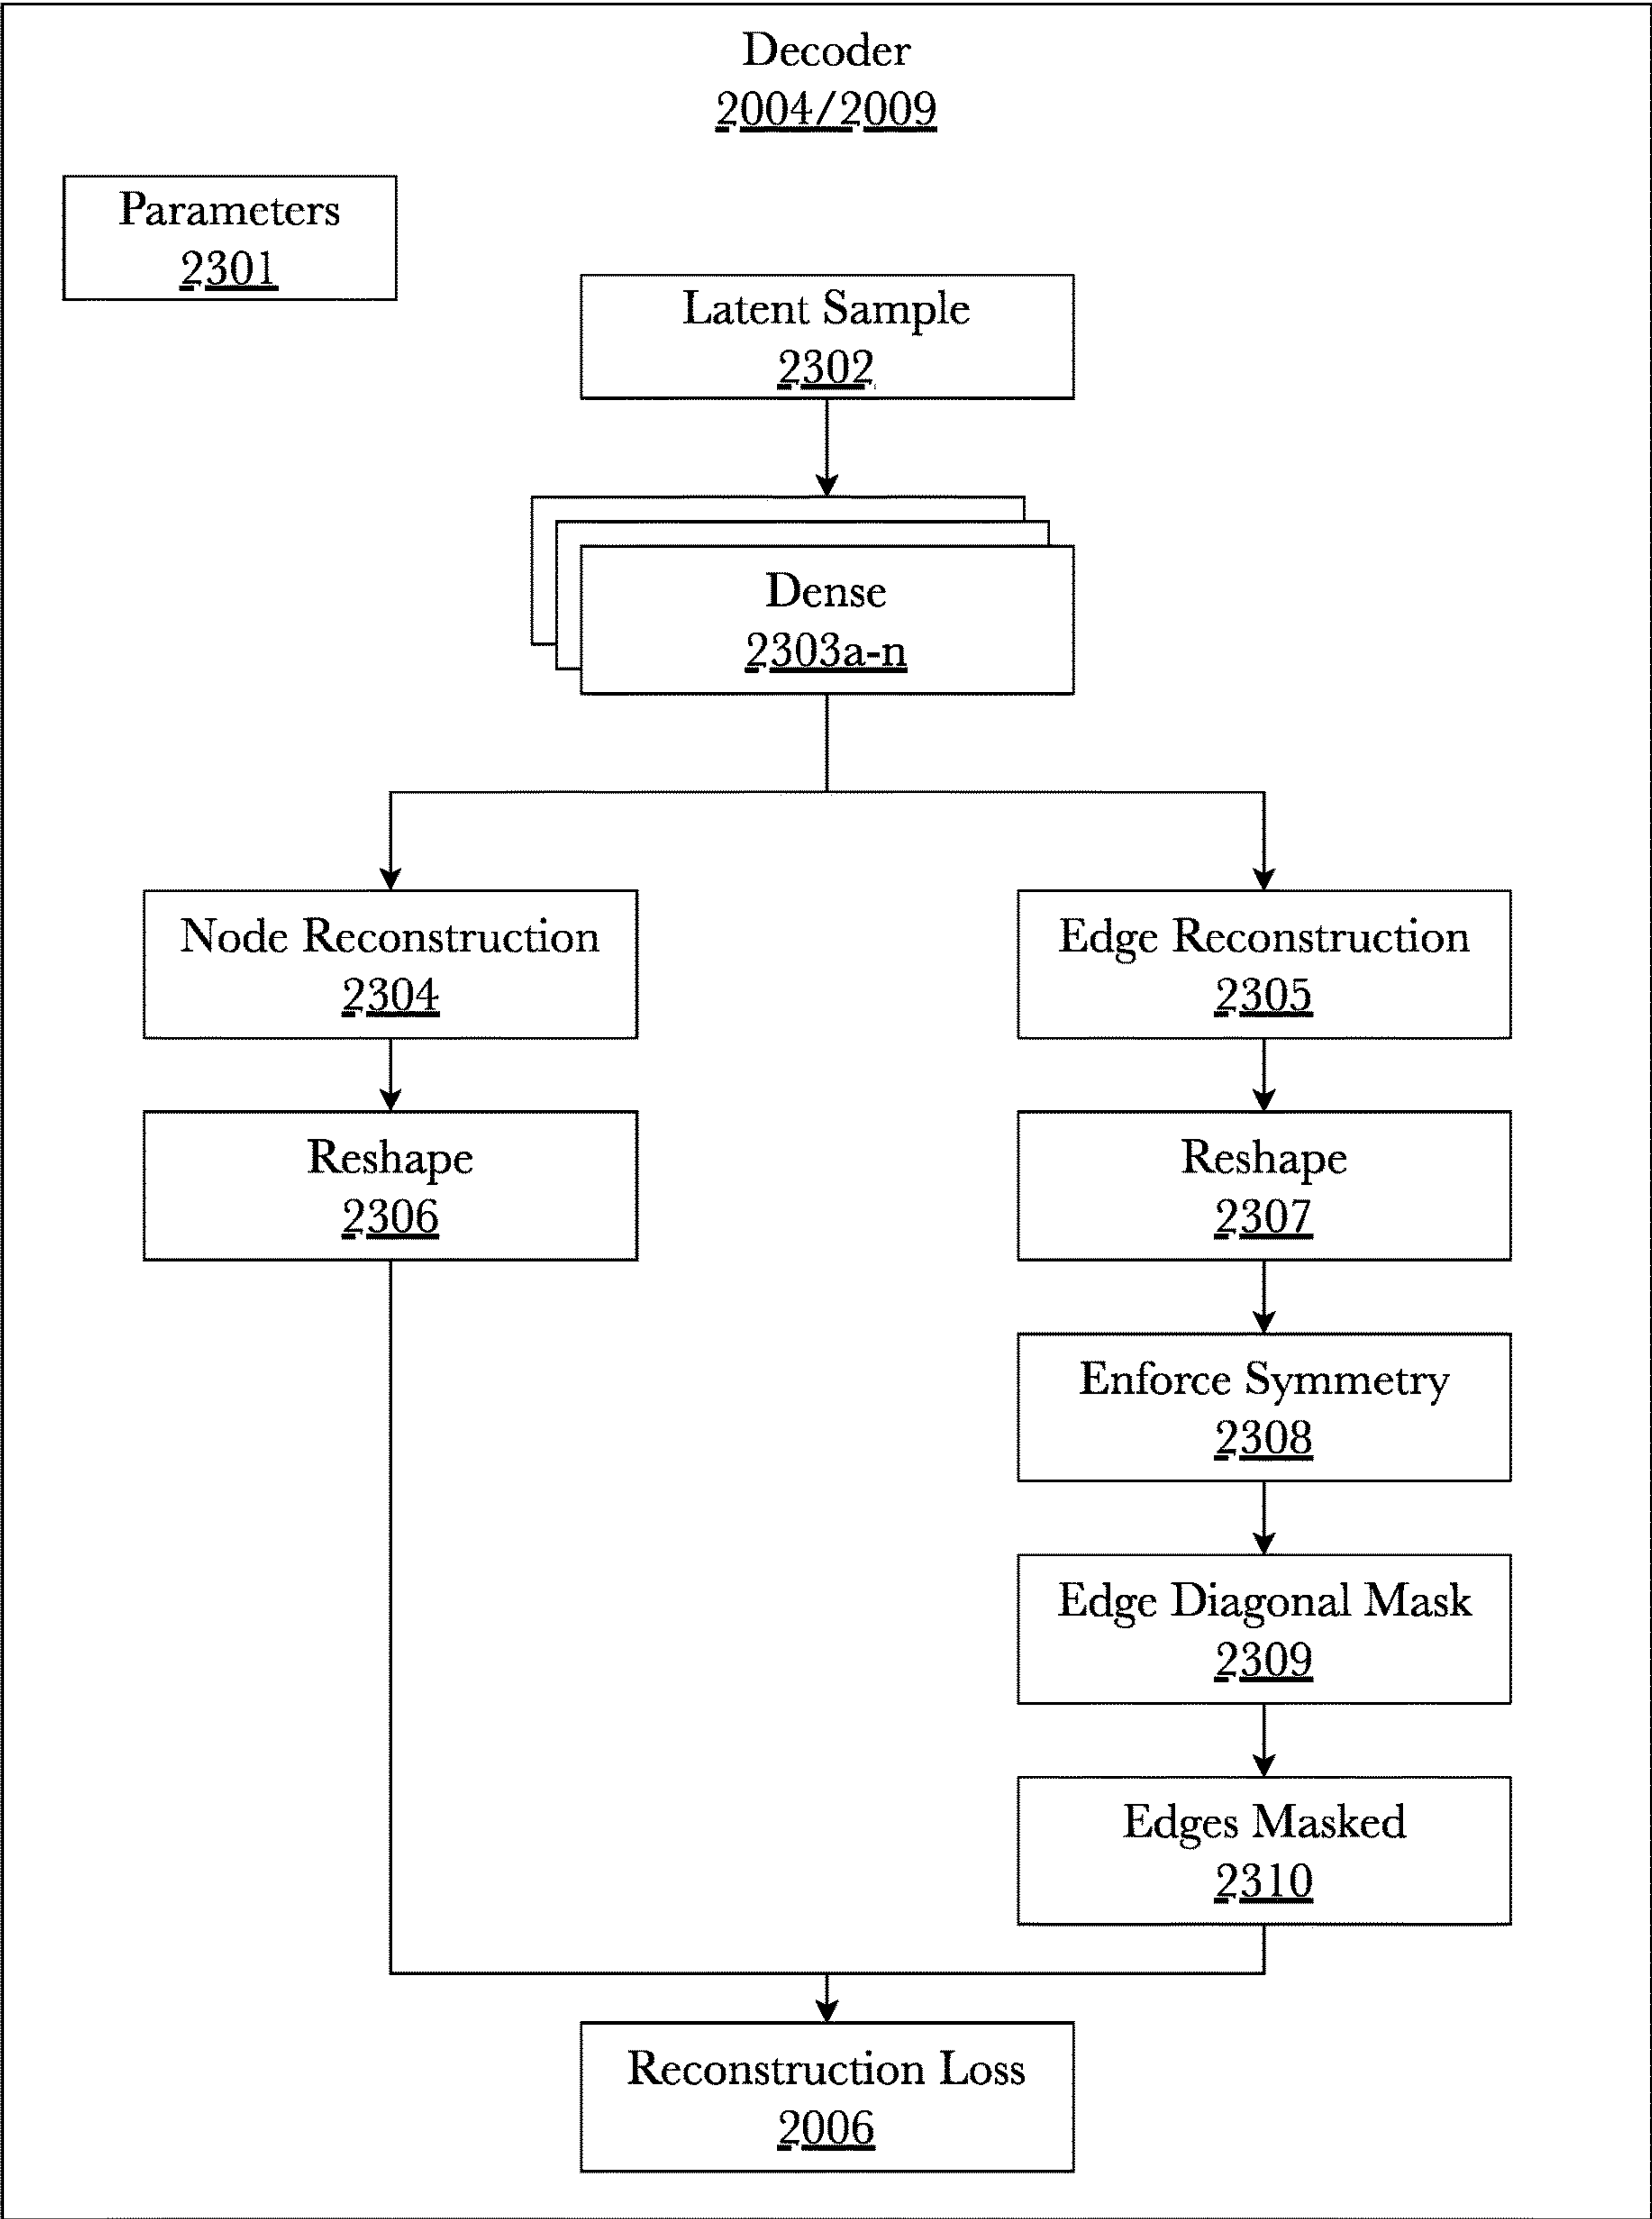 Decoder
2004/2009
Parameters
2301
Latent Sample
2302
Dense
2303a-n
Node Reconstruction
2304
Edge Reconstruction
2305
Reshape
2306
Reshape
2307
Enforce Symmetry
2308
Edge Diagonal Mask
2309
Edges Masked
2310
Reconstruction Loss
2006